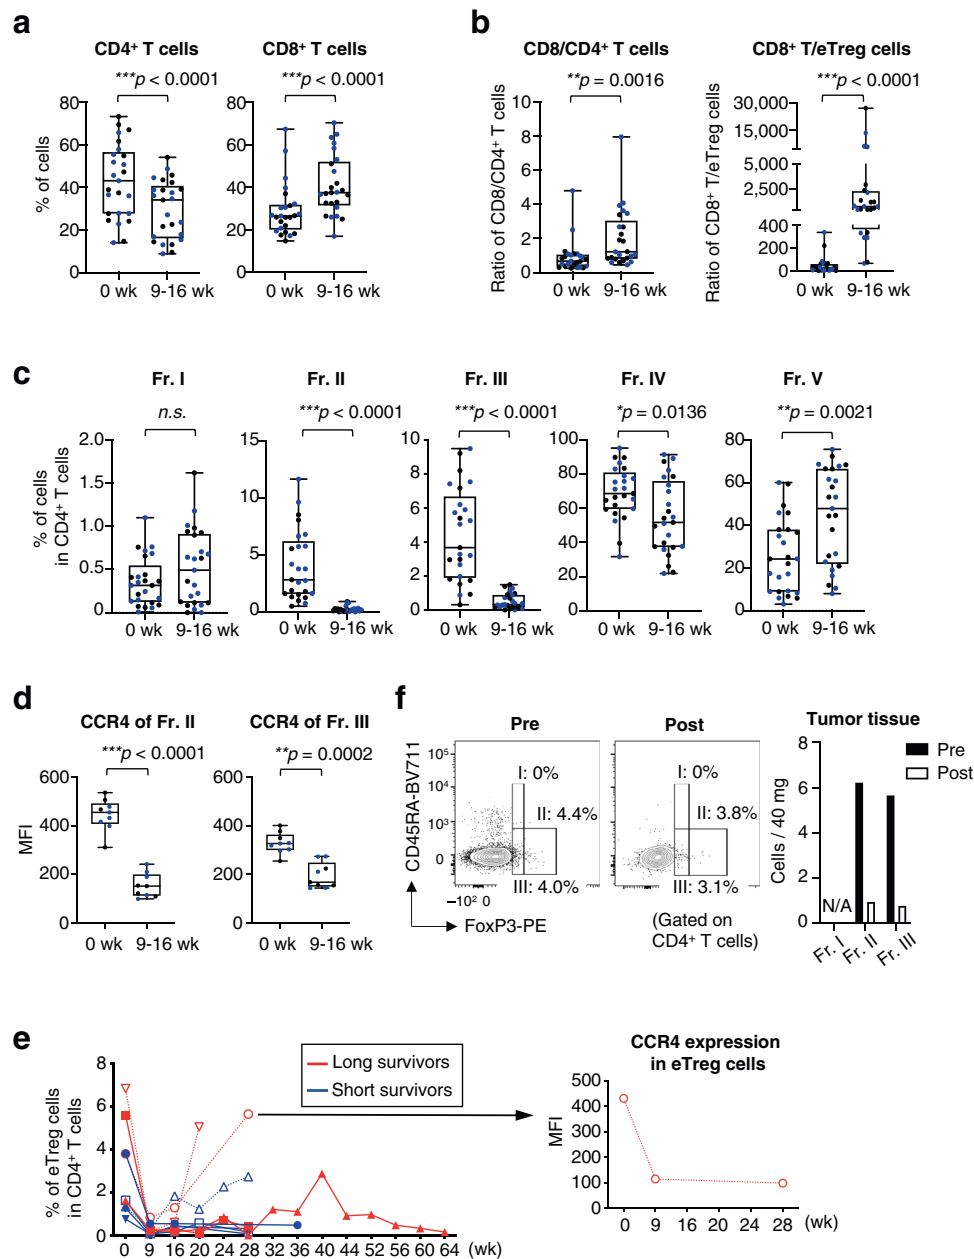 a
CD4+ T cells
CD8+ T cells
***p < 0.0001
***p < 0.0001
% of cells
80
60
40
20
0
80
60
40
20
0
0 wk 9-16 wk
0 wk 9-16 wk
b
CD8/CD4+ T cells
CD8+ T/eTreg cells
**p = 0.0016
***p < 0.0001
Ratio of CD8/CD4+ T cells
10
8
6
4
2
0
Ratio of CD8+ T/eTreg cells
30,000
15,000
5,000
2,500
400
200
0
0 wk 9-16 wk
0 wk 9-16 wk
c
Fr. I
Fr. II
Fr. III
Fr. IV
Fr. V
n.s.
***p < 0.0001
***p < 0.0001
*p = 0.0136
**p = 0.0021
% of cells
in CD4+ T cells
2.0
1.5
1.0
0.5
0
15
10
5
0
10
8
6
4
2
0
100
80
60
40
20
0
80
60
40
20
0
0 wk 9-16 wk
0 wk 9-16 wk
0 wk 9-16 wk
0 wk 9-16 wk
0 wk 9-16 wk
d
CCR4 of Fr. II
CCR4 of Fr. III
***p < 0.0001
**p = 0.0002
MFI
600
400
200
0
600
400
200
0
0 wk 9-16 wk
0 wk 9-16 wk
f
Pre
Post
CD45RA-BV711
10⁵
10⁴
10³
0
−10² 0
I: 0%
II: 4.4%
III: 4.0%
I: 0%
II: 3.8%
III: 3.1%
FoxP3-PE
(Gated on
CD4+ T cells)
Tumor tissue
Pre
Post
Cells / 40 mg
8
6
4
2
0
N/A
Fr. I
Fr. II
Fr. III
e
% of eTreg cells
in CD4+ T cells
8
6
4
2
0
Long survivors
Short survivors
0 9 16 20 24 28 32 36 40 44 52 56 60 64 (wk)
CCR4 expression
in eTreg cells
MFI
500
400
300
200
100
0
0 9 16 20 24 28 (wk)